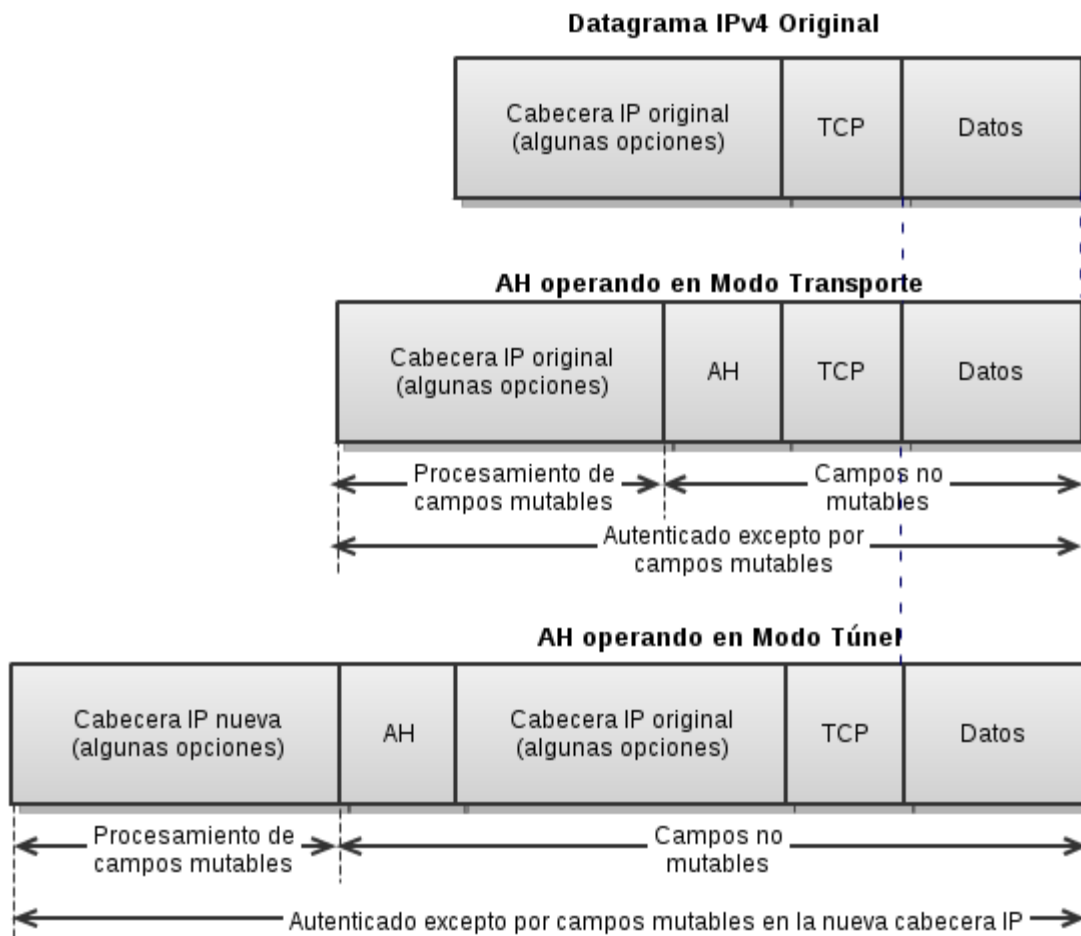 Datagrama IPv4 Original
Cabecera IP original
(algunas opciones)
TCP
Datos
AH operando en Modo Transporte
Cabecera IP original
(algunas opciones)
AH
TCP
Datos
Procesamiento de
campos mutables
Campos no
mutables
Autenticado excepto por
campos mutables
AH operando en Modo Túnel
Cabecera IP nueva
(algunas opciones)
AH
Cabecera IP original
(algunas opciones)
TCP
Datos
Procesamiento de
campos mutables
Campos no
mutables
Autenticado excepto por campos mutables en la nueva cabecera IP